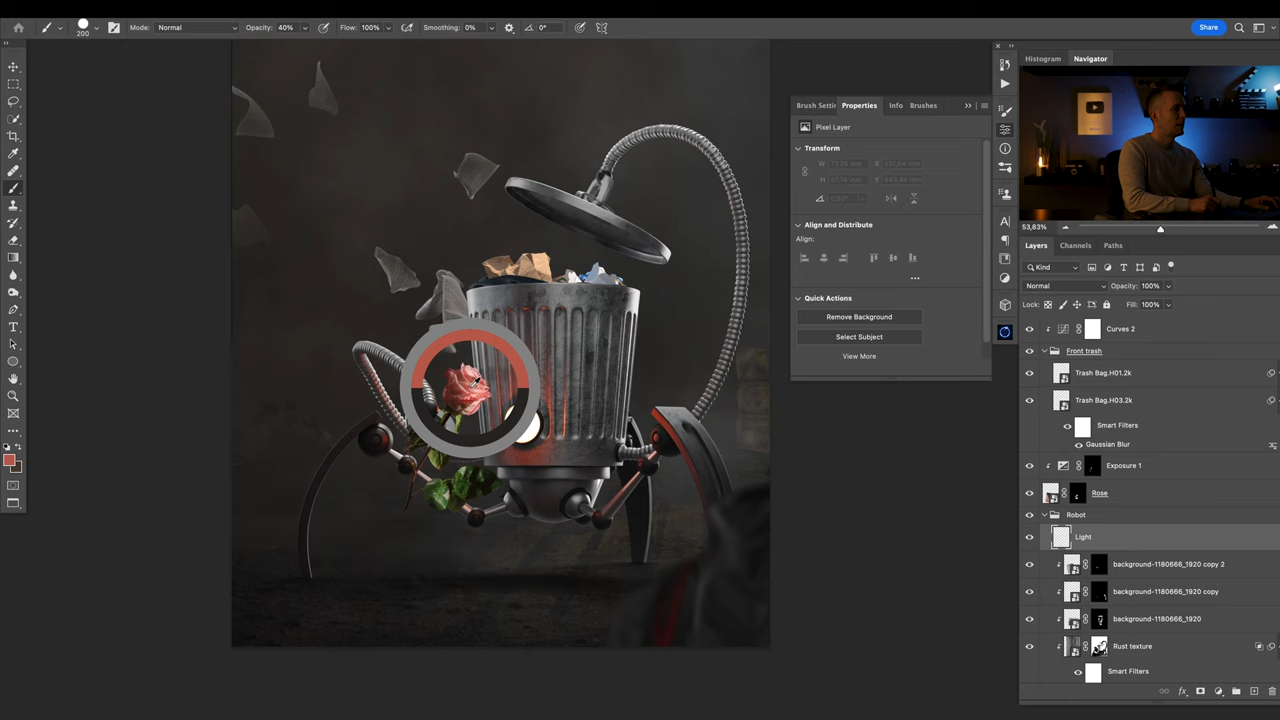 200
Mode: Normal
Opacity: 40%
Flow: 100%
Smoothing: 0%
0°
Share
Histogram
Navigator
Brush Setti
Properties
Info
Brushes
Pixel Layer
Transform
W
X
H
Y
Align and Distribute
Align:
Quick Actions
Remove Background
Select Subject
View More
53,83%
Layers
Channels
Paths
Kind
Normal
Opacity: 100%
Lock:
Fill: 100%
Curves 2
Front trash
Trash Bag.H01.2k
Trash Bag.H03.2k
Smart Filters
Gaussian Blur
Exposure 1
Rose
Robot
Light
background-1180666_1920 copy 2
background-1180666_1920 copy
background-1180666_1920
Rust texture
Smart Filters
fx